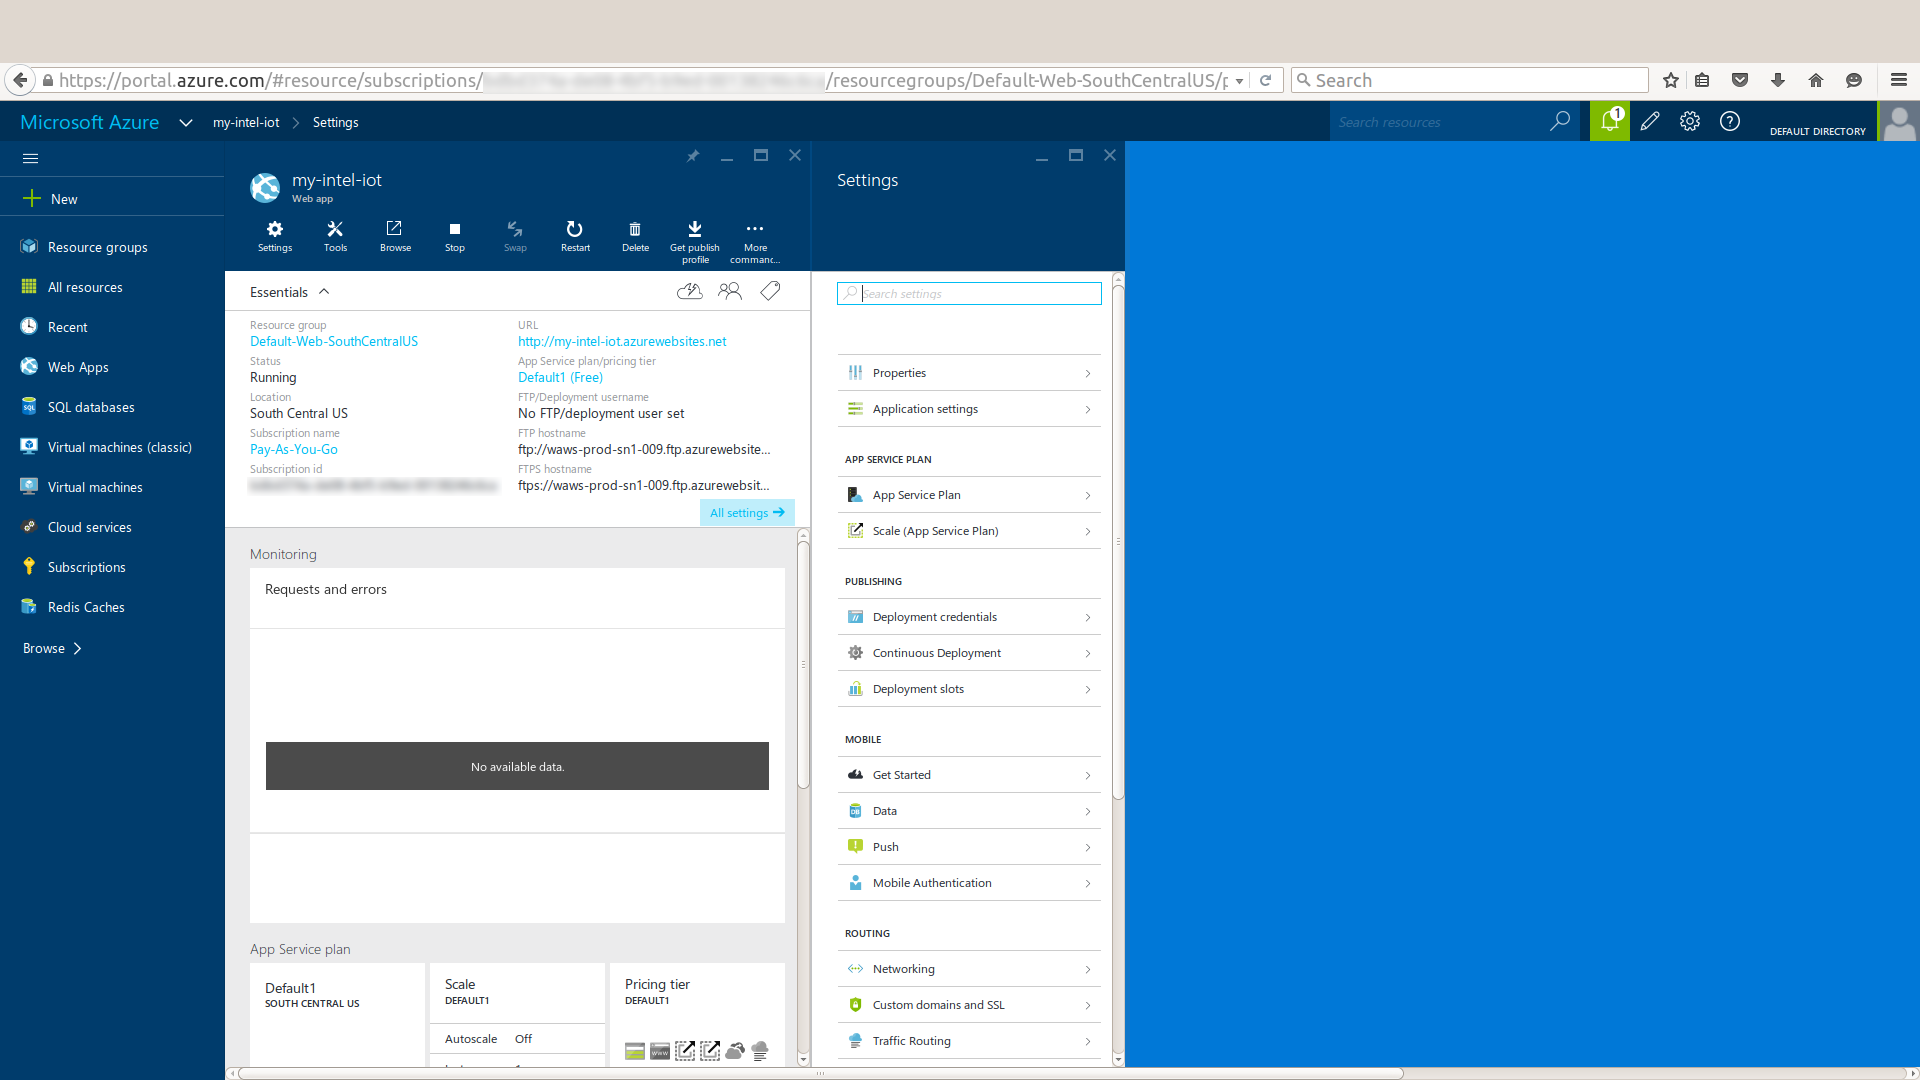 https://portal.azure.com/#resource/subscriptions/ /resourcegroups/Default-Web-SouthCentralUS/p
Search
Microsoft Azure
my-intel-iot
Settings
Search resources
1
DEFAULT DIRECTORY
New
Resource groups
All resources
Recent
Web Apps
SQL databases
Virtual machines (classic)
Virtual machines
Cloud services
Subscriptions
Redis Caches
Browse
my-intel-iot
Web app
Settings
Tools
Browse
Stop
Swap
Restart
Delete
Get publish profile
More commanc...
Essentials
Resource group
Default-Web-SouthCentralUS
Status
Running
Location
South Central US
Subscription name
Pay-As-You-Go
Subscription id
URL
http://my-intel-iot.azurewebsites.net
App Service plan/pricing tier
Default1 (Free)
FTP/Deployment username
No FTP/deployment user set
FTP hostname
ftp://waws-prod-sn1-009.ftp.azurewebsite...
FTPS hostname
ftps://waws-prod-sn1-009.ftp.azurewebsit...
All settings
Monitoring
Requests and errors
No available data.
App Service plan
Default1
SOUTH CENTRAL US
Scale
DEFAULT1
Autoscale Off
Pricing tier
DEFAULT1
Settings
Search settings
Properties
Application settings
APP SERVICE PLAN
App Service Plan
Scale (App Service Plan)
PUBLISHING
Deployment credentials
Continuous Deployment
Deployment slots
MOBILE
Get Started
Data
Push
Mobile Authentication
ROUTING
Networking
Custom domains and SSL
Traffic Routing